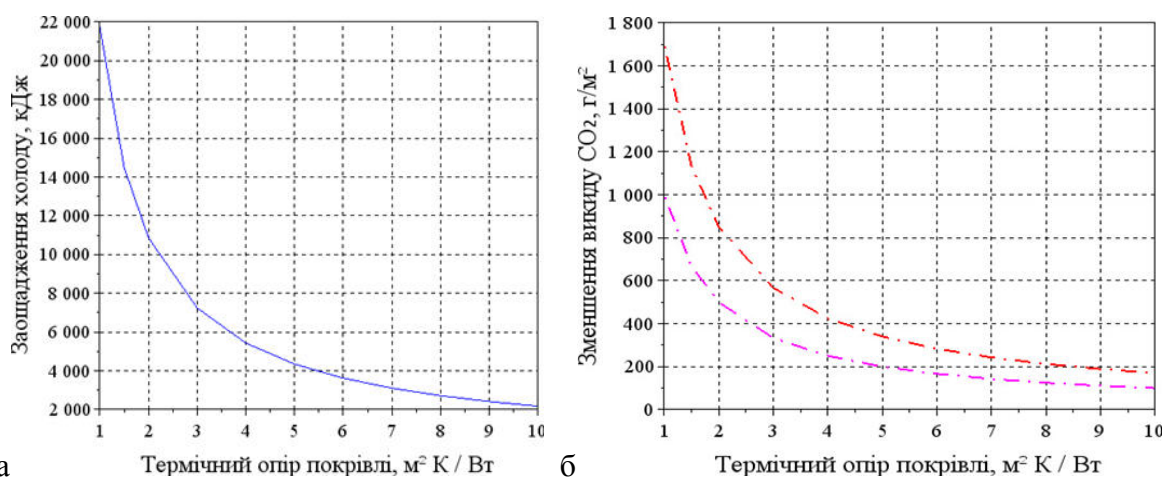 Заощадження холоду, кДж
22 000
20 000
18 000
16 000
14 000
12 000
10 000
8 000
6 000
4 000
2 000
1 2 3 4 5 6 7 8 9 10
Термічний опір покрівлі, м² К / Вт
а
Зменшення викиду CO₂, г/м²
1 800
1 600
1 400
1 200
1 000
800
600
400
200
0
1 2 3 4 5 6 7 8 9 10
Термічний опір покрівлі, м² К / Вт
б